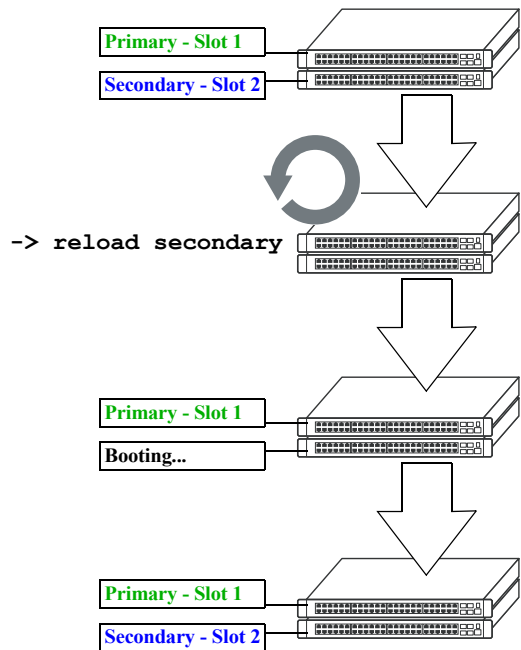 Primary - Slot 1
Secondary - Slot 2
-> reload secondary
Primary - Slot 1
Booting...
Primary - Slot 1
Secondary - Slot 2